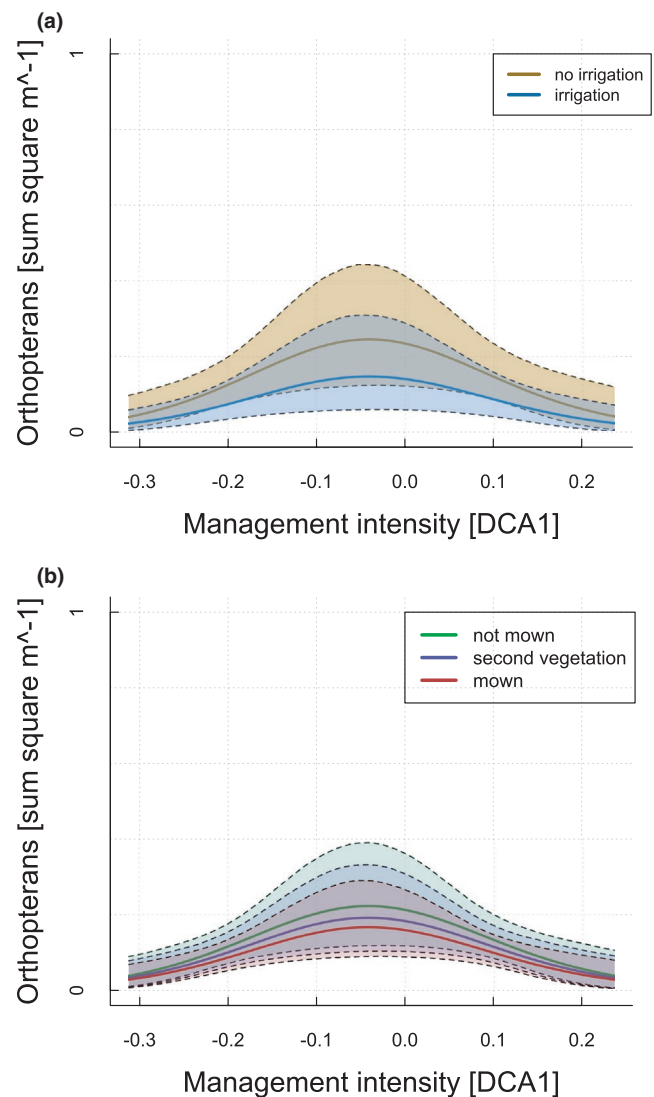 (a)
Orthopterans [sum square m^-1]
1
0
no irrigation
irrigation
-0.3 -0.2 -0.1 0.0 0.1 0.2
Management intensity [DCA1]
(b)
Orthopterans [sum square m^-1]
1
0
not mown
second vegetation
mown
-0.3 -0.2 -0.1 0.0 0.1 0.2
Management intensity [DCA1]